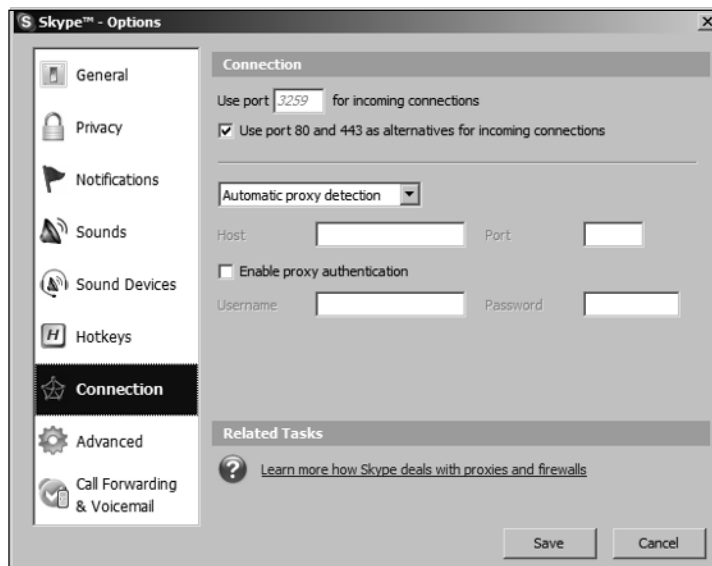 Skype™ - Options
General
Privacy
Notifications
Sounds
Sound Devices
Hotkeys
Connection
Advanced
Call Forwarding
& Voicemail
Connection
Use port 3259 for incoming connections
Use port 80 and 443 as alternatives for incoming connections
Automatic proxy detection
Host Port
Enable proxy authentication
Username Password
Related Tasks
Learn more how Skype deals with proxies and firewalls
Save Cancel